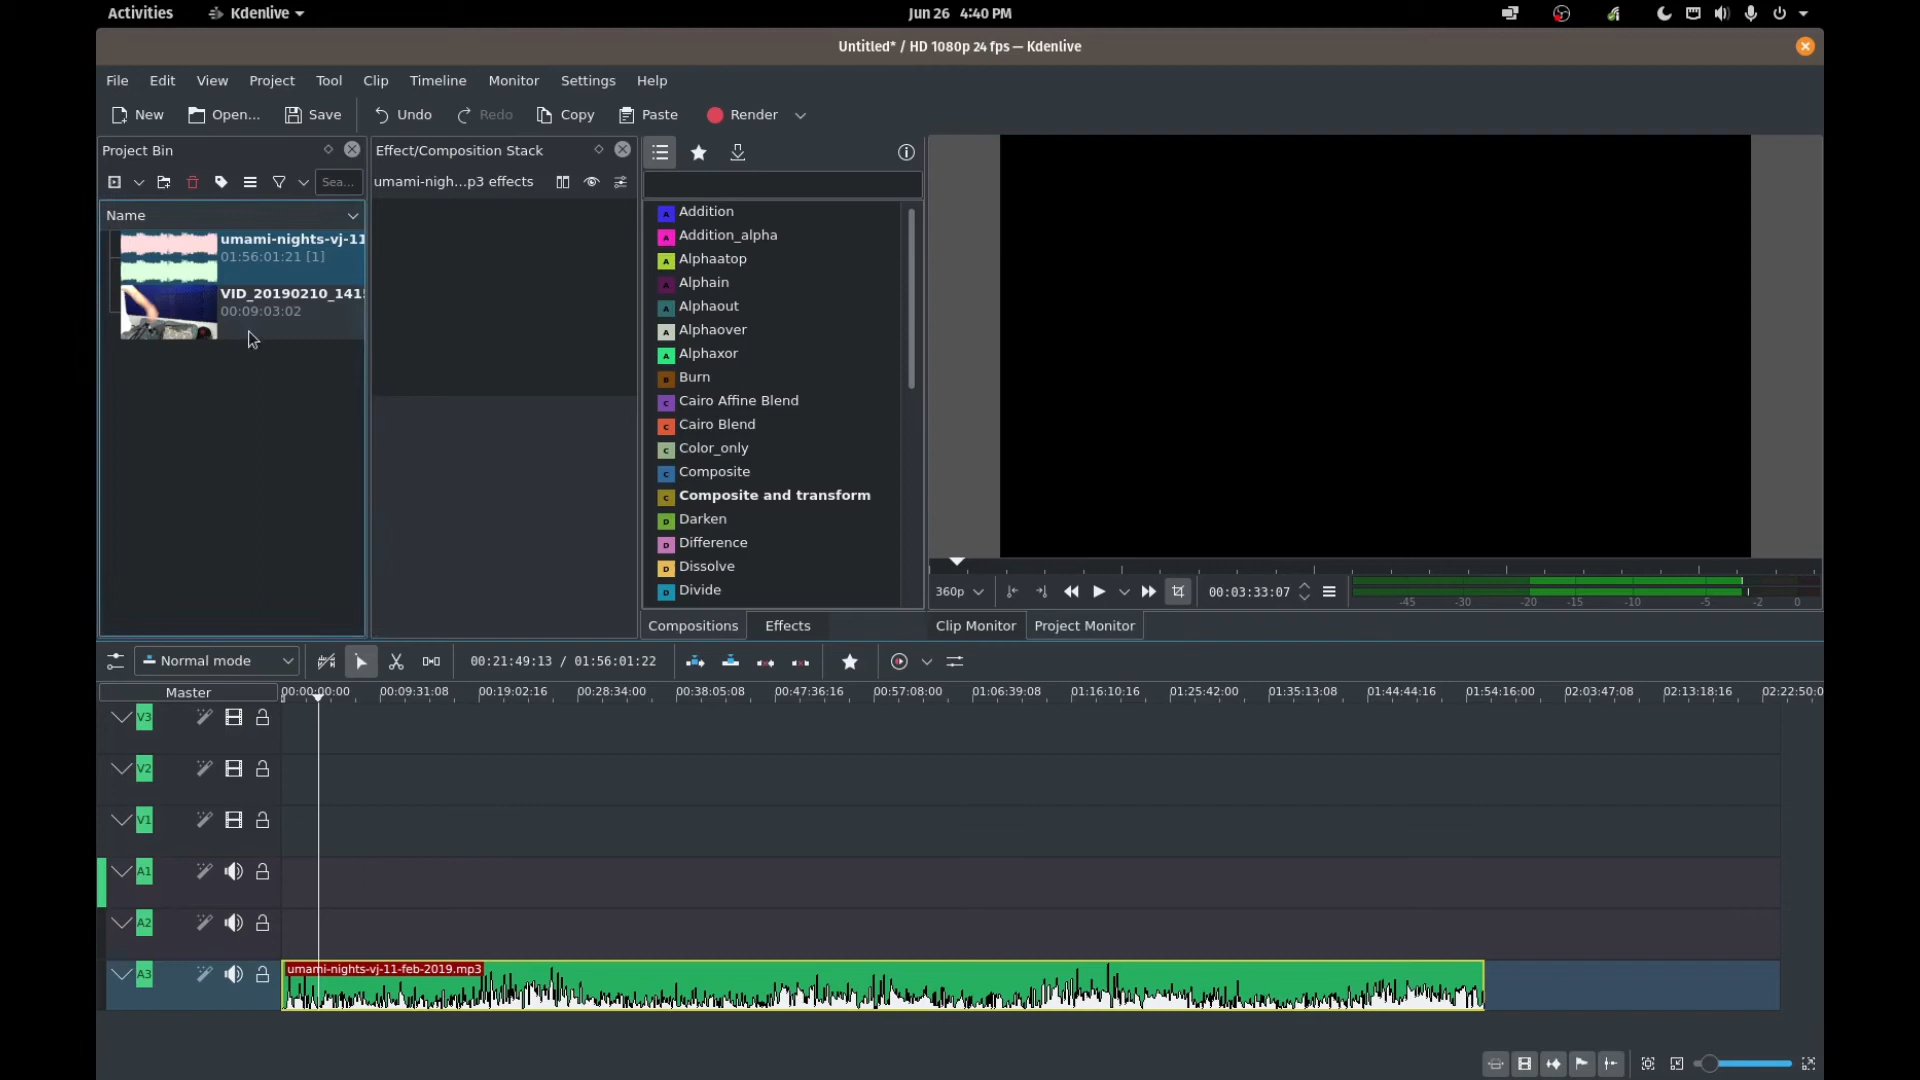 Activities Kdenlive Jun 26 4:40 PM
Untitled* / HD 1080p 24 fps — Kdenlive
File Edit View Project Tool Clip Timeline Monitor Settings Help
New Open... Save Undo Redo Copy Paste Render
Project Bin
Sea...
Name
umami-nights-vj-11
01:56:01:21 [1]
VID_20190210_141
00:09:03:02
Effect/Composition Stack
umami-nigh...p3 effects
A Addition
A Addition_alpha
A Alphaatop
A Alphain
A Alphaout
A Alphaover
A Alphaxor
B Burn
C Cairo Affine Blend
C Cairo Blend
C Color_only
C Composite
C Composite and transform
D Darken
D Difference
D Dissolve
D Divide
Compositions Effects
360p 00:03:33:07
-45 -30 -20 -15 -10 -5 -2 0
Clip Monitor Project Monitor
Normal mode 00:21:49:13 / 01:56:01:22
Master 00:00:00:00 00:09:31:08 00:19:02:16 00:28:34:00 00:38:05:08 00:47:36:16 00:57:08:00 01:06:39:08 01:16:10:16 01:25:42:00 01:35:13:08 01:44:44:16 01:54:16:00 02:03:47:08 02:13:18:16 02:22:50:0
V3
V2
V1
A1
A2
A3
umami-nights-vj-11-feb-2019.mp3